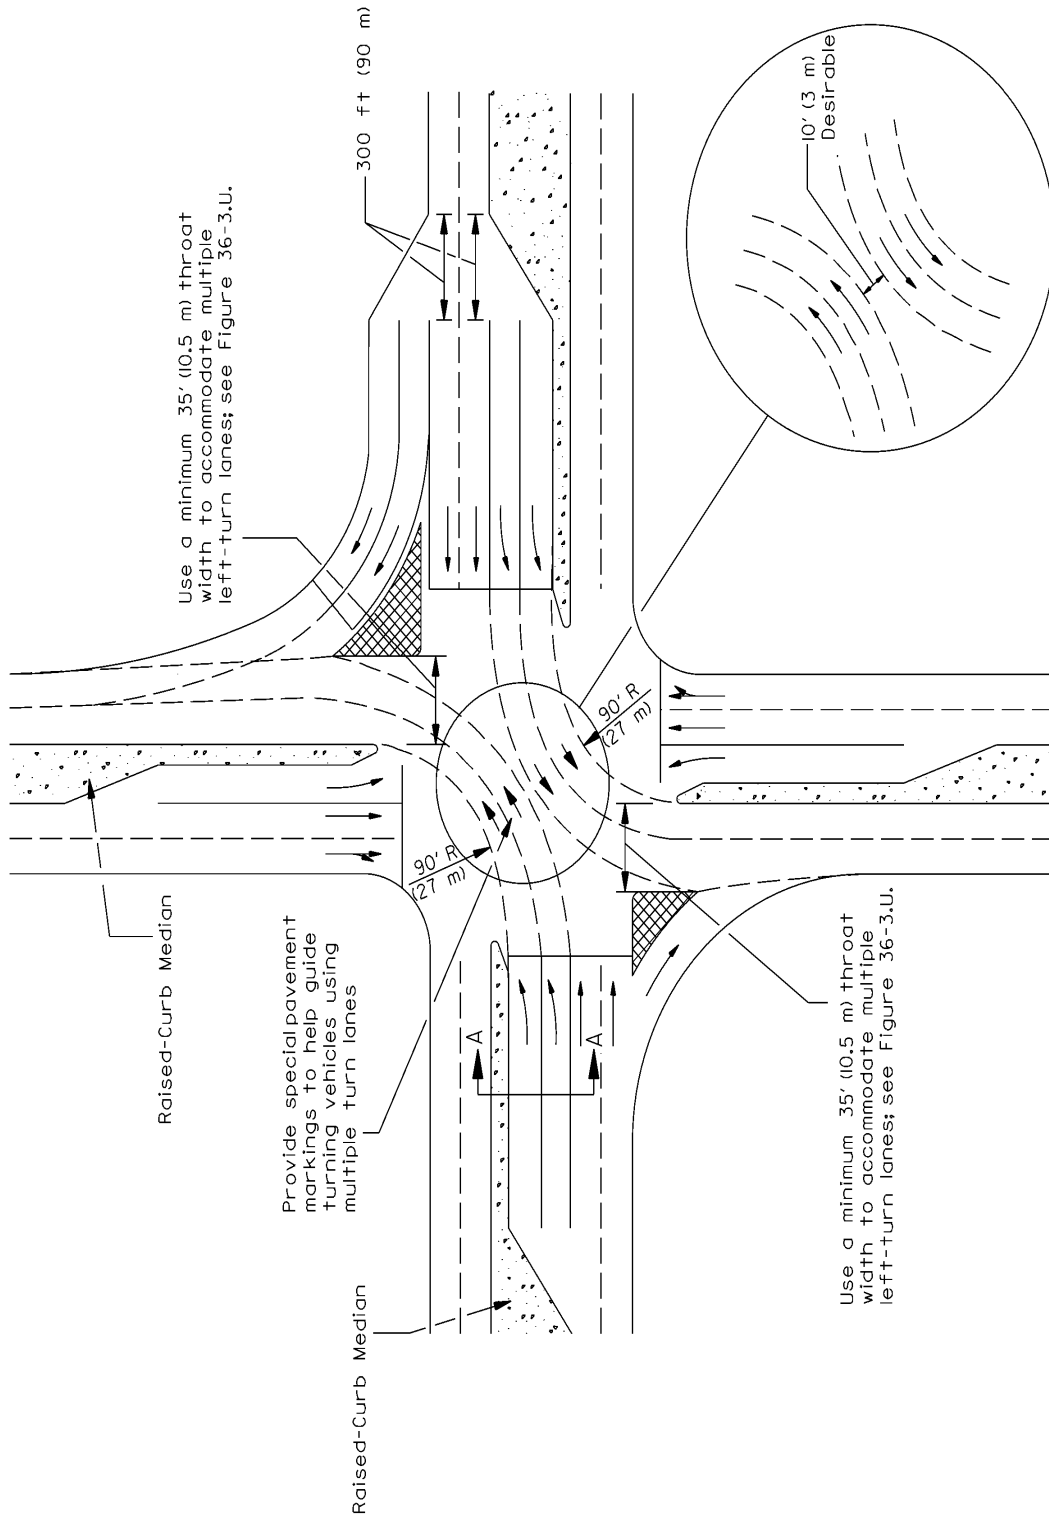 Use a minimum 35' (10.5 m) throat
width to accommodate multiple
left-turn lanes; see Figure 36-3.U.
300 ft (90 m)
10' (3 m)
Desirable
Raised-Curb Median
Provide special pavement
markings to help guide
turning vehicles using
multiple turn lanes
90' R
(27 m)
90' R
(27 m)
A
A
Raised-Curb Median
Use a minimum 35' (10.5 m) throat
width to accommodate multiple
left-turn lanes; see Figure 36-3.U.